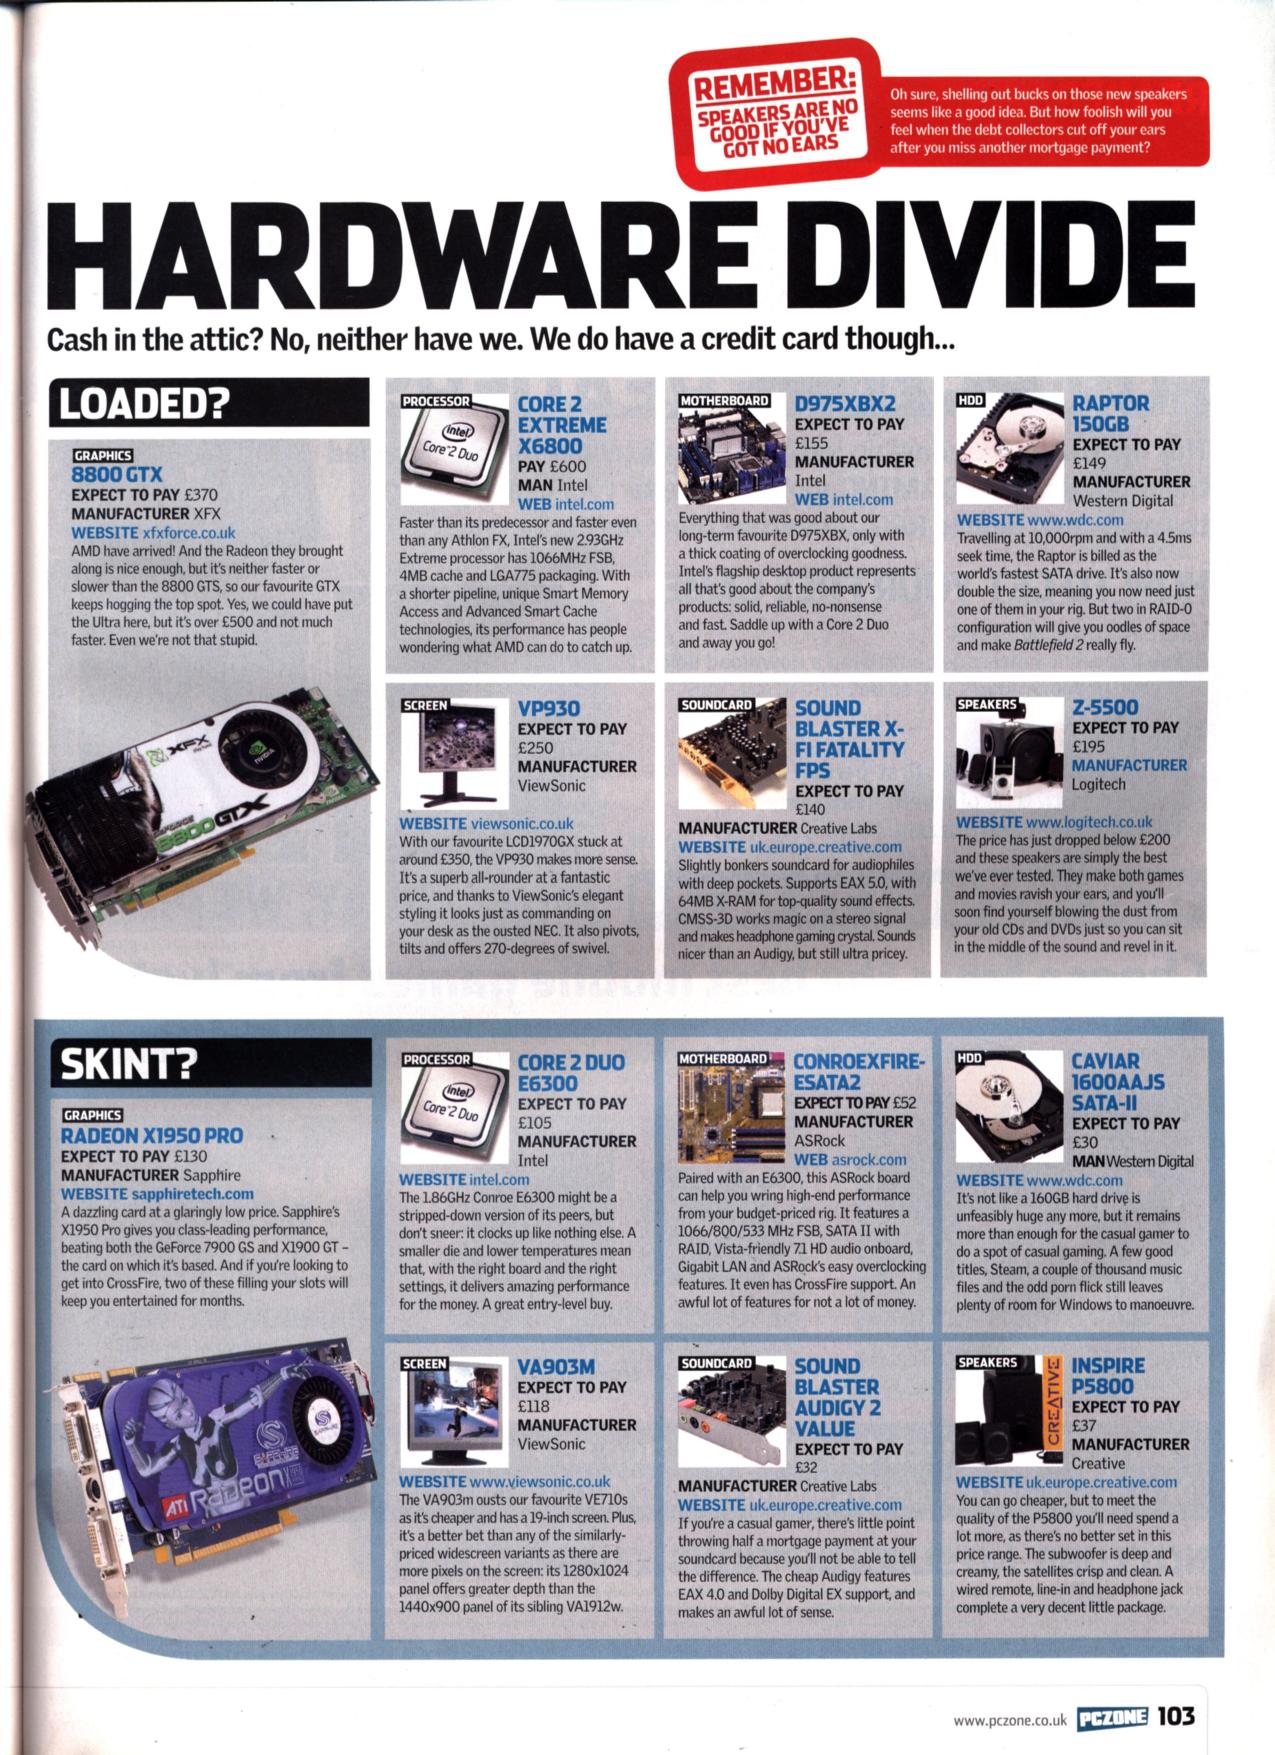 REMEMBER:
SPEAKERS ARE NO
GOOD IF YOU'VE
GOT NO EARS
Oh sure, shelling out bucks on those new speakers
seems like a good idea. But how foolish will you
feel when the debt collectors cut off your ears
after you miss another mortgage payment?
HARDWARE DIVIDE
Cash in the attic? No, neither have we. We do have a credit card though...
LOADED?
GRAPHICS
8800 GTX
EXPECT TO PAY £370
MANUFACTURER XFX
WEBSITE xfxforce.co.uk
AMD have arrived! And the Radeon they brought
along is nice enough, but it's neither faster or
slower than the 8800 GTS, so our favourite GTX
keeps hogging the top spot. Yes, we could have put
the Ultra here, but it's over £500 and not much
faster. Even we're not that stupid.
XFX
NVIDIA
GEFORCE
8800 GTX
PROCESSOR
intel
Core 2 Duo
CORE 2
EXTREME
X6800
PAY £600
MAN Intel
WEB intel.com
Faster than its predecessor and faster even
than any Athlon FX, Intel's new 2.93GHz
Extreme processor has 1066MHz FSB,
4MB cache and LGA775 packaging. With
a shorter pipeline, unique Smart Memory
Access and Advanced Smart Cache
technologies, its performance has people
wondering what AMD can do to catch up.
MOTHERBOARD
D975XBX2
EXPECT TO PAY
£155
MANUFACTURER
Intel
WEB intel.com
Everything that was good about our
long-term favourite D975XBX, only with
a thick coating of overclocking goodness.
Intel's flagship desktop product represents
all that's good about the company's
products: solid, reliable, no-nonsense
and fast. Saddle up with a Core 2 Duo
and away you go!
HDD
RAPTOR
150GB
EXPECT TO PAY
£149
MANUFACTURER
Western Digital
WEBSITE www.wdc.com
Travelling at 10,000rpm and with a 4.5ms
seek time, the Raptor is billed as the
world's fastest SATA drive. It's also now
double the size, meaning you now need just
one of them in your rig. But two in RAID-0
configuration will give you oodles of space
and make Battlefield 2 really fly.
SCREEN
VP930
EXPECT TO PAY
£250
MANUFACTURER
ViewSonic
WEBSITE viewsonic.co.uk
With our favourite LCD1970GX stuck at
around £350, the VP930 makes more sense.
It's a superb all-rounder at a fantastic
price, and thanks to ViewSonic's elegant
styling it looks just as commanding on
your desk as the ousted NEC. It also pivots,
tilts and offers 270-degrees of swivel.
SOUNDCARD
SOUND
BLASTER X-
FI FATAL1TY
FPS
EXPECT TO PAY
£140
MANUFACTURER Creative Labs
WEBSITE uk.europe.creative.com
Slightly bonkers soundcard for audiophiles
with deep pockets. Supports EAX 5.0, with
64MB X-RAM for top-quality sound effects.
CMSS-3D works magic on a stereo signal
and makes headphone gaming crystal. Sounds
nicer than an Audigy, but still ultra pricey.
SPEAKERS
Z-5500
EXPECT TO PAY
£195
MANUFACTURER
Logitech
WEBSITE www.logitech.co.uk
The price has just dropped below £200
and these speakers are simply the best
we've ever tested. They make both games
and movies ravish your ears, and you'll
soon find yourself blowing the dust from
your old CDs and DVDs just so you can sit
in the middle of the sound and revel in it.
SKINT?
GRAPHICS
RADEON X1950 PRO
EXPECT TO PAY £130
MANUFACTURER Sapphire
WEBSITE sapphiretech.com
A dazzling card at a glaringly low price. Sapphire's
X1950 Pro gives you class-leading performance,
beating both the GeForce 7900 GS and X1900 GT –
the card on which it's based. And if you're looking to
get into CrossFire, two of these filling your slots will
keep you entertained for months.
SAPPHIRE
ATI Radeon
PROCESSOR
intel
Core 2 Duo
CORE 2 DUO
E6300
EXPECT TO PAY
£105
MANUFACTURER
Intel
WEBSITE intel.com
The 1.86GHz Conroe E6300 might be a
stripped-down version of its peers, but
don't sneer: it clocks up like nothing else. A
smaller die and lower temperatures mean
that, with the right board and the right
settings, it delivers amazing performance
for the money. A great entry-level buy.
MOTHERBOARD
CONROEXFIRE-
ESATA2
EXPECT TO PAY £52
MANUFACTURER
ASRock
WEB asrock.com
Paired with an E6300, this ASRock board
can help you wring high-end performance
from your budget-priced rig. It features a
1066/800/533 MHz FSB, SATA II with
RAID, Vista-friendly 7.1 HD audio onboard,
Gigabit LAN and ASRock's easy overclocking
features. It even has CrossFire support. An
awful lot of features for not a lot of money.
HDD
CAVIAR
1600AAJS
SATA-II
EXPECT TO PAY
£30
MAN Western Digital
WEBSITE www.wdc.com
It's not like a 160GB hard drive is
unfeasibly huge any more, but it remains
more than enough for the casual gamer to
do a spot of casual gaming. A few good
titles, Steam, a couple of thousand music
files and the odd porn flick still leaves
plenty of room for Windows to manoeuvre.
SCREEN
VA903M
EXPECT TO PAY
£118
MANUFACTURER
ViewSonic
WEBSITE www.viewsonic.co.uk
The VA903m ousts our favourite VE710s
as it's cheaper and has a 19-inch screen. Plus,
it's a better bet than any of the similarly-
priced widescreen variants as there are
more pixels on the screen: its 1280x1024
panel offers greater depth than the
1440x900 panel of its sibling VA1912w.
SOUNDCARD
SOUND
BLASTER
AUDIGY 2
VALUE
EXPECT TO PAY
£32
MANUFACTURER Creative Labs
WEBSITE uk.europe.creative.com
If you're a casual gamer, there's little point
throwing half a mortgage payment at your
soundcard because you'll not be able to tell
the difference. The cheap Audigy features
EAX 4.0 and Dolby Digital EX support, and
makes an awful lot of sense.
SPEAKERS
CREATIVE
INSPIRE
P5800
EXPECT TO PAY
£37
MANUFACTURER
Creative
WEBSITE uk.europe.creative.com
You can go cheaper, but to meet the
quality of the P5800 you'll need spend a
lot more, as there's no better set in this
price range. The subwoofer is deep and
creamy, the satellites crisp and clean. A
wired remote, line-in and headphone jack
complete a very decent little package.
www.pczone.co.uk PCZONE 103